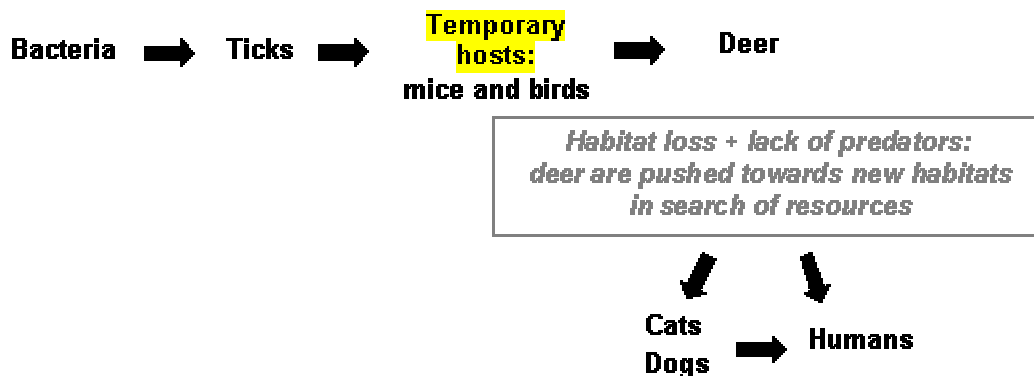 Bacteria Ticks Temporary Deer
hosts:
mice and birds
Habitat loss + lack of predators:
deer are pushed towards new habitats
in search of resources
Cats
Dogs
Humans